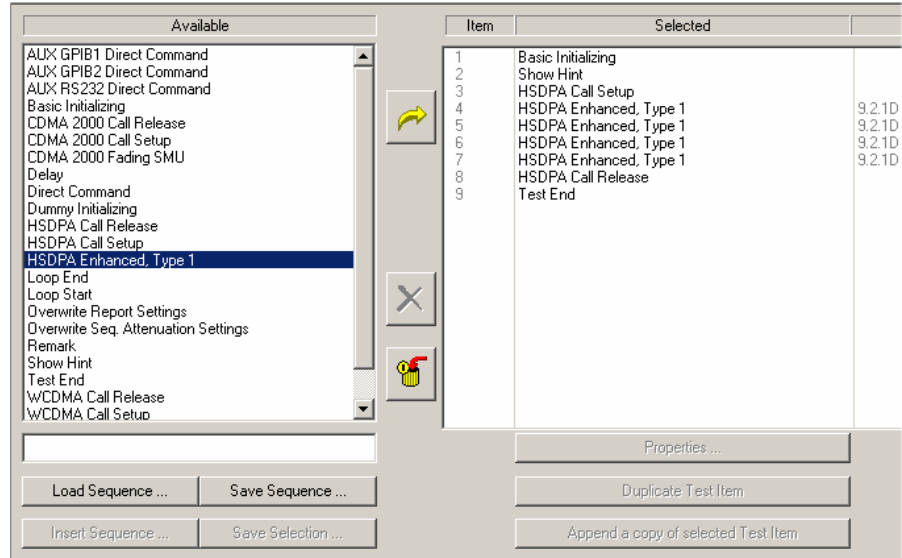 Available
AUX GPIB1 Direct Command
AUX GPIB2 Direct Command
AUX RS232 Direct Command
Basic Initializing
CDMA 2000 Call Release
CDMA 2000 Call Setup
CDMA 2000 Fading SMU
Delay
Direct Command
Dummy Initializing
HSDPA Call Release
HSDPA Call Setup
HSDPA Enhanced, Type 1
Loop End
Loop Start
Overwrite Report Settings
Overwrite Seq. Attenuation Settings
Remark
Show Hint
Test End
WCDMA Call Release
WCDMA Call Setup
Load Sequence ... Save Sequence ...
Insert Sequence ... Save Selection ...
Item Selected
1 Basic Initializing
2 Show Hint
3 HSDPA Call Setup
4 HSDPA Enhanced, Type 1 9.2.1D
5 HSDPA Enhanced, Type 1 9.2.1D
6 HSDPA Enhanced, Type 1 9.2.1D
7 HSDPA Enhanced, Type 1 9.2.1D
8 HSDPA Call Release
9 Test End
Properties ...
Duplicate Test Item
Append a copy of selected Test Item